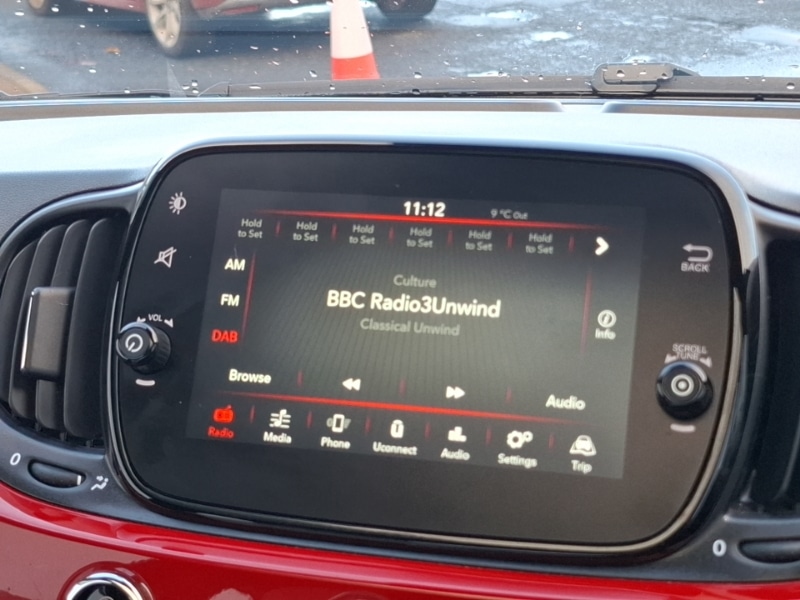 11:12
9 °C Out
Hold to Set
Hold to Set
Hold to Set
Hold to Set
Hold to Set
Hold to Set
BACK
AM
Culture
FM
BBC Radio3Unwind
Info
VOL
DAB
Classical Unwind
SCROLL
TUNE
Browse
Audio
Radio
Media
Phone
Uconnect
Audio
Settings
Trip
0
0